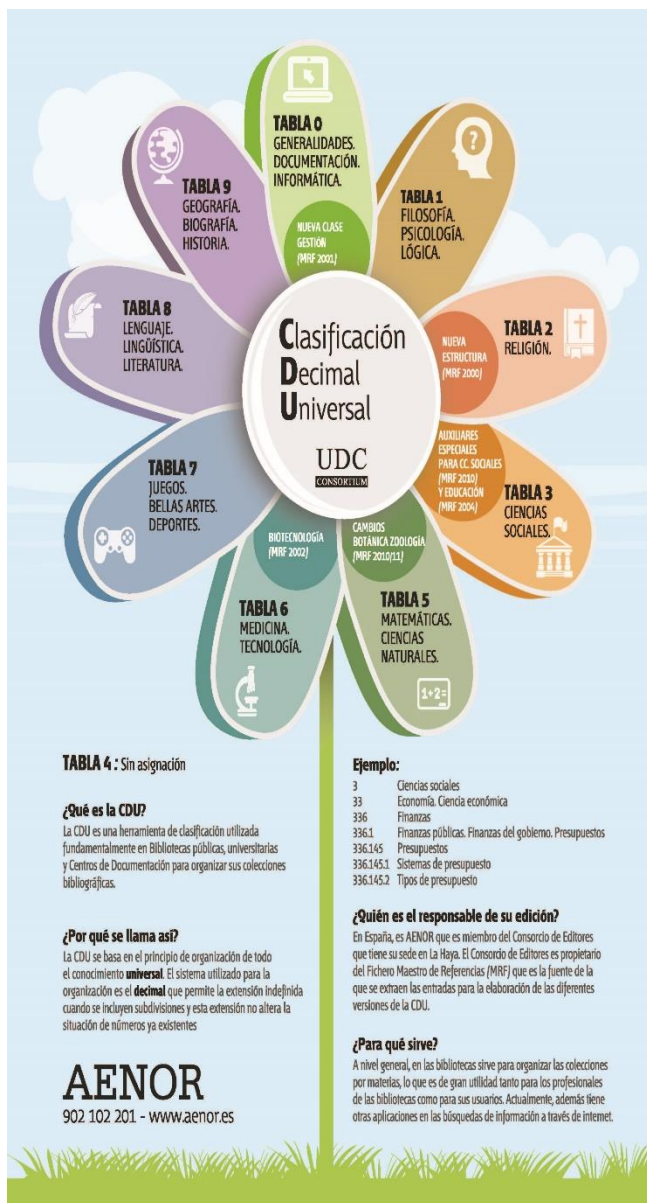 TABLA 0
GENERALIDADES.
DOCUMENTACIÓN.
INFORMÁTICA.
NUEVA CLASE
GESTIÓN
(MRF 2001)
?
TABLA 1
FILOSOFÍA.
PSICOLOGÍA.
LÓGICA.
TABLA 2
RELIGIÓN.
NUEVA
ESTRUCTURA
(MRF 2000)
TABLA 3
CIENCIAS
SOCIALES.
AUXILIARES
ESPECIALES
PARA CC. SOCIALES
(MRF 2010)
Y EDUCACIÓN
(MRF 2004)
TABLA 5
MATEMÁTICAS.
CIENCIAS
NATURALES.
CAMBIOS
BOTÁNICA ZOOLOGÍA
(MRF 2010/11)
1+2=
TABLA 6
MEDICINA.
TECNOLOGÍA.
BIOTECNOLOGÍA
(MRF 2002)
TABLA 7
JUEGOS.
BELLAS ARTES.
DEPORTES.
TABLA 8
LENGUAJE.
LINGÜÍSTICA.
LITERATURA.
TABLA 9
GEOGRAFÍA.
BIOGRAFÍA.
HISTORIA.
Clasificación
Decimal
Universal
UDC
CONSORTIUM
TABLA 4 : Sin asignación
¿Qué es la CDU?
La CDU es una herramienta de clasificación utilizada
fundamentalmente en Bibliotecas públicas, universitarias
y Centros de Documentación para organizar sus colecciones
bibliográficas.
¿Por qué se llama así?
La CDU se basa en el principio de organización de todo
el conocimiento universal. El sistema utilizado para la
organización es el decimal que permite la extensión indefinida
cuando se incluyen subdivisiones y esta extensión no altera la
situación de números ya existentes
AENOR
902 102 201 - www.aenor.es
Ejemplo:
3 Ciencias sociales
33 Economía. Ciencia económica
336 Finanzas
336.1 Finanzas públicas. Finanzas del gobierno. Presupuestos
336.145 Presupuestos
336.145.1 Sistemas de presupuesto
336.145.2 Tipos de presupuesto
¿Quién es el responsable de su edición?
En España, es AENOR que es miembro del Consorcio de Editores
que tiene su sede en La Haya. El Consorcio de Editores es propietario
del Fichero Maestro de Referencias (MRF) que es la fuente de la
que se extraen las entradas para la elaboración de las diferentes
versiones de la CDU.
¿Para qué sirve?
A nivel general, en las bibliotecas sirve para organizar las colecciones
por materias, lo que es de gran utilidad tanto para los profesionales
de las bibliotecas como para sus usuarios. Actualmente, además tiene
otras aplicaciones en las búsquedas de información a través de internet.